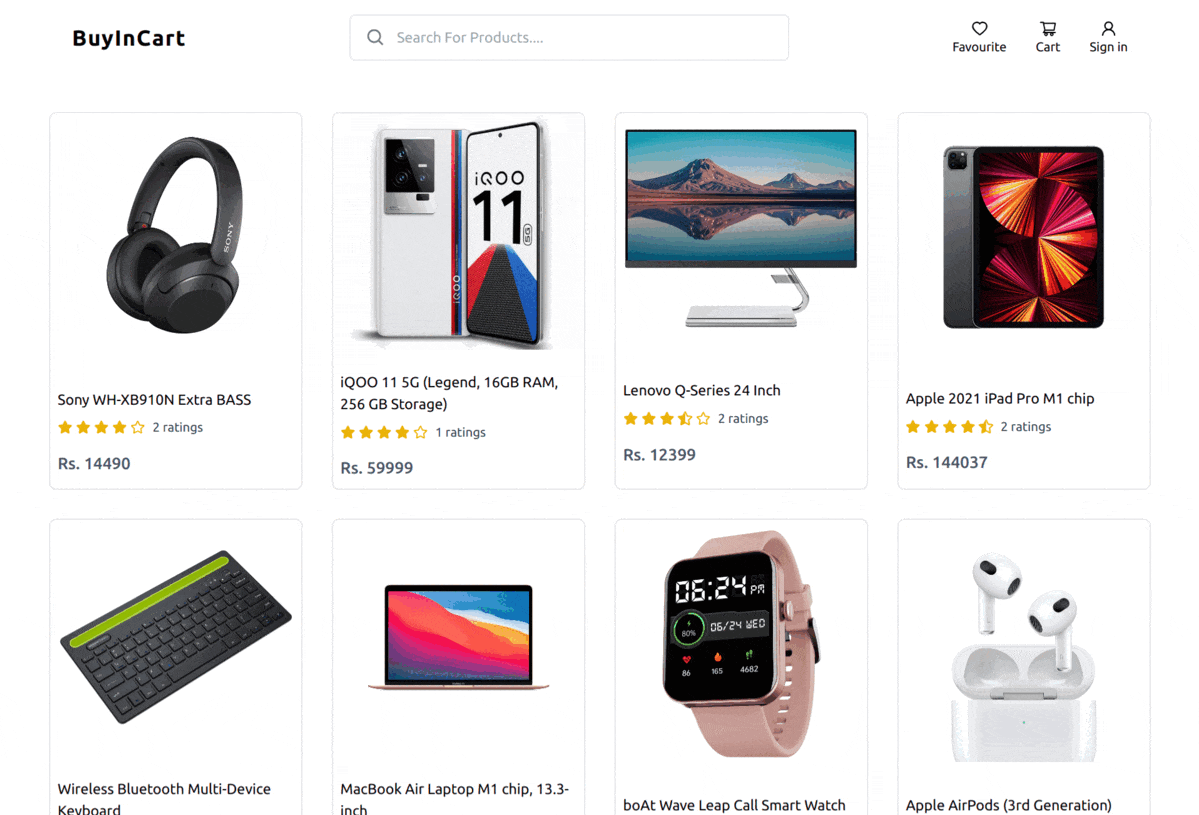 BuyInCart
Search For Products....
Favourite
Cart
Sign in
SONY
iQOO
11
5G
iQOO
Sony WH-XB910N Extra BASS
2 ratings
Rs. 14490
iQOO 11 5G (Legend, 16GB RAM,
256 GB Storage)
1 ratings
Rs. 59999
Lenovo Q-Series 24 Inch
2 ratings
Rs. 12399
Apple 2021 iPad Pro M1 chip
2 ratings
Rs. 144037
06:24 PM
80%
06/24 WED
86
165
4682
Wireless Bluetooth Multi-Device
Keyboard
MacBook Air Laptop M1 chip, 13.3-
inch
boAt Wave Leap Call Smart Watch
Apple AirPods (3rd Generation)